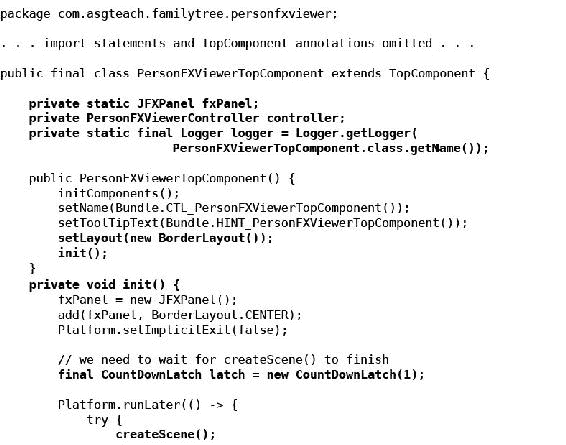 package com.asgteach.familytree.personfxviewer;
. . . import statements and TopComponent annotations omitted . . .
public final class PersonFXViewerTopComponent extends TopComponent {
private static JFXPanel fxPanel;
private PersonFXViewerController controller;
private static final Logger logger = Logger.getLogger(
PersonFXViewerTopComponent.class.getName());
public PersonFXViewerTopComponent() {
initComponents();
setName(Bundle.CTL_PersonFXViewerTopComponent());
setToolTipText(Bundle.HINT_PersonFXViewerTopComponent());
setLayout(new BorderLayout());
init();
}
private void init() {
fxPanel = new JFXPanel();
add(fxPanel, BorderLayout.CENTER);
Platform.setImplicitExit(false);
// we need to wait for createScene() to finish
final CountDownLatch latch = new CountDownLatch(1);
Platform.runLater(() -> {
try {
createScene();